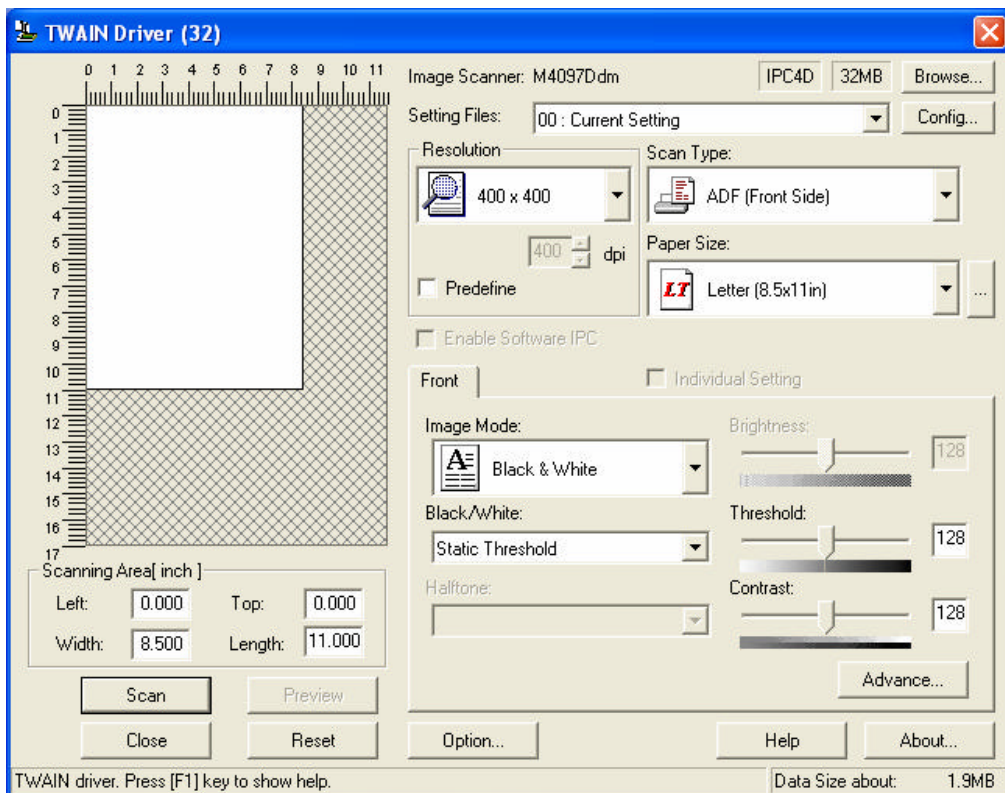 TWAIN Driver (32)
0 1 2 3 4 5 6 7 8 9 10 11
0
1
2
3
4
5
6
7
8
9
10
11
12
13
14
15
16
17
Image Scanner: M4097Ddm IPC4D 32MB Browse...
Setting Files: 00 : Current Setting Config...
Resolution
400 x 400
400 dpi
Predefine
Scan Type:
ADF (Front Side)
Paper Size:
LT Letter (8.5x11in) ...
Enable Software IPC
Front
Individual Setting
Image Mode:
A Black & White
Black/White:
Static Threshold
Halftone:
Brightness:
128
Threshold:
128
Contrast:
128
Advance...
Scanning Area[ inch ]
Left: 0.000 Top: 0.000
Width: 8.500 Length: 11.000
Scan Preview
Close Reset Option... Help About...
TWAIN driver. Press [F1] key to show help. Data Size about: 1.9MB